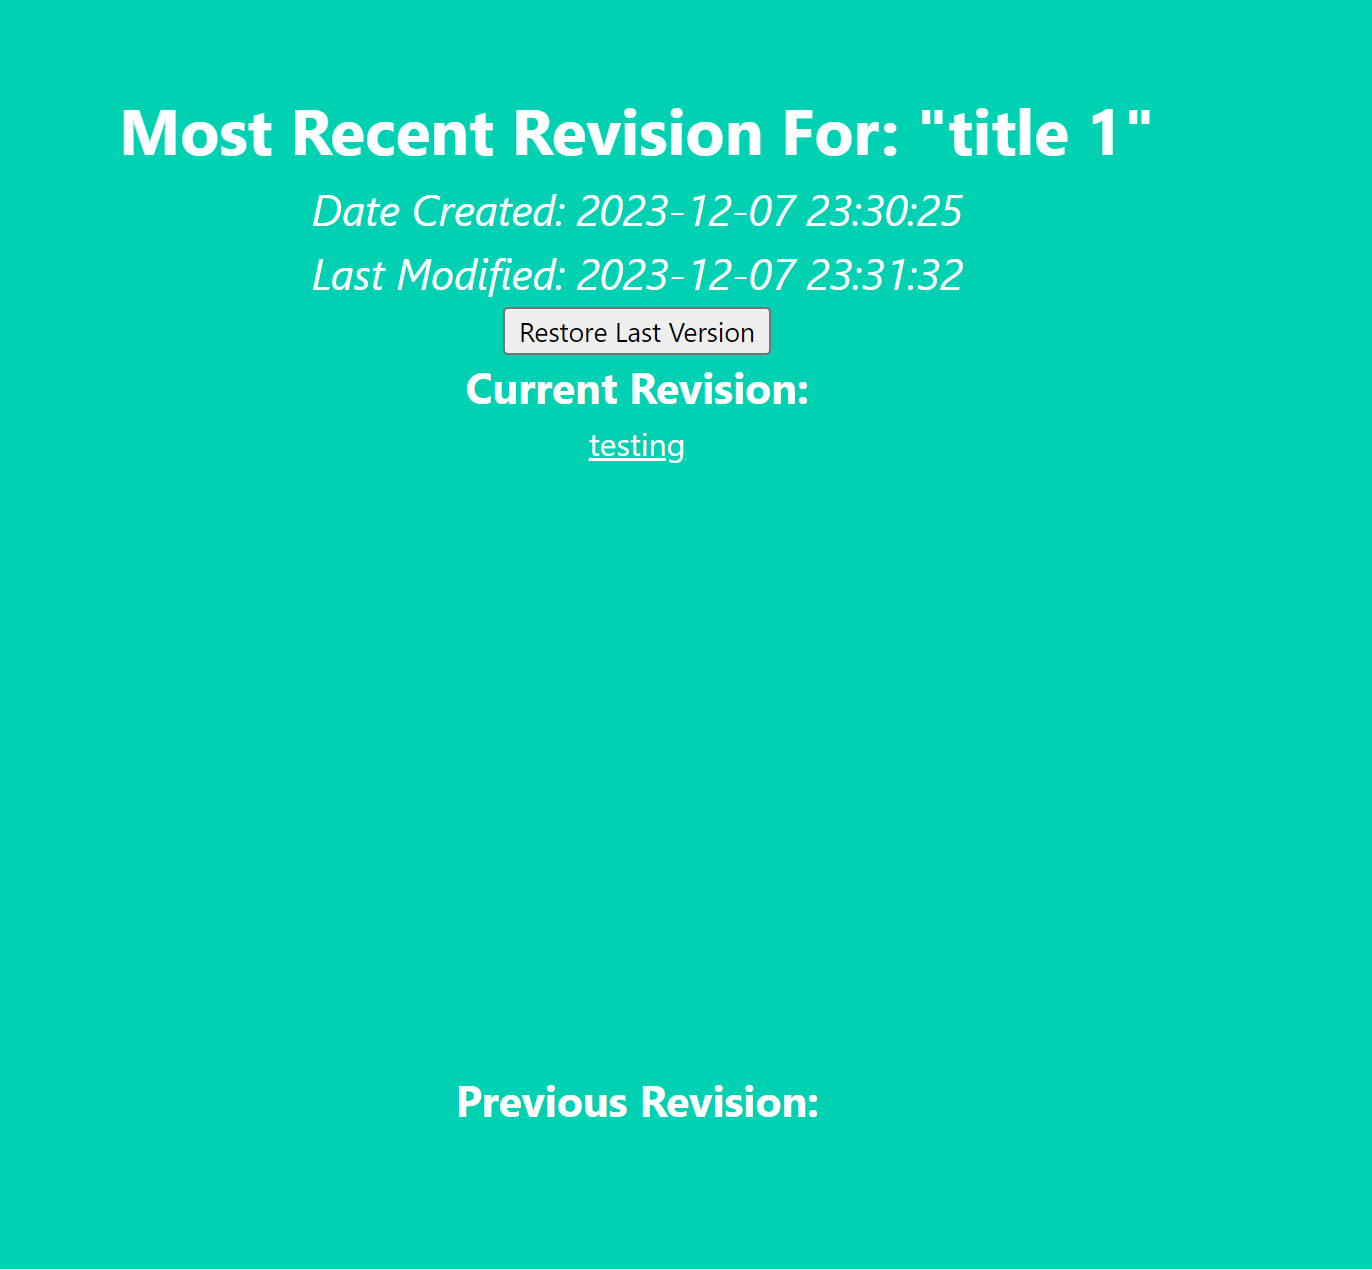 Most Recent Revision For: "title 1"
Date Created: 2023-12-07 23:30:25
Last Modified: 2023-12-07 23:31:32
Restore Last Version
Current Revision:
testing
Previous Revision: